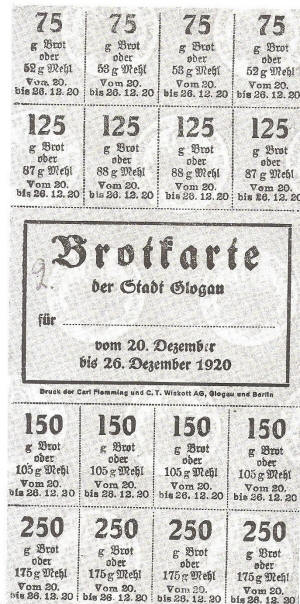 75 75 75 75
g Brot g Brot g Brot g Brot
oder oder oder oder
52 g Mehl 53 g Mehl 53 g Mehl 52 g Mehl
Vom 20. Vom 20. Vom 20. Vom 20.
bis 26. 12. 20 bis 26. 12. 20 bis 26. 12. 20 bis 26. 12. 20
125 125 125 125
g Brot g Brot g Brot g Brot
oder oder oder oder
87 g Mehl 88 g Mehl 88 g Mehl 87 g Mehl
Vom 20. Vom 20. Vom 20. Vom 20.
bis 26. 12. 20 bis 26. 12. 20 bis 26. 12. 20 bis 26. 12. 20
2.
Brotkarte
der Stadt Glogau
für
vom 20. Dezember
bis 26. Dezember 1920
Druck der Carl Flemming und C. T. Wiskott AG, Glogau und Berlin
150 150 150 150
g Brot g Brot g Brot g Brot
oder oder oder oder
105 g Mehl 105 g Mehl 105 g Mehl 105 g Mehl
Vom 20. Vom 20. Vom 20. Vom 20.
bis 26. 12. 20 bis 26. 12. 20 bis 26. 12. 20 bis 26. 12. 20
250 250 250 250
g Brot g Brot g Brot g Brot
oder oder oder oder
175 g Mehl 175 g Mehl 175 g Mehl 175 g Mehl
Vom 20. Vom 20. Vom 20. Vom 20.
bis 26. 12. 20 bis 26. 12. 20 bis 26. 12. 20 bis 26. 12. 20